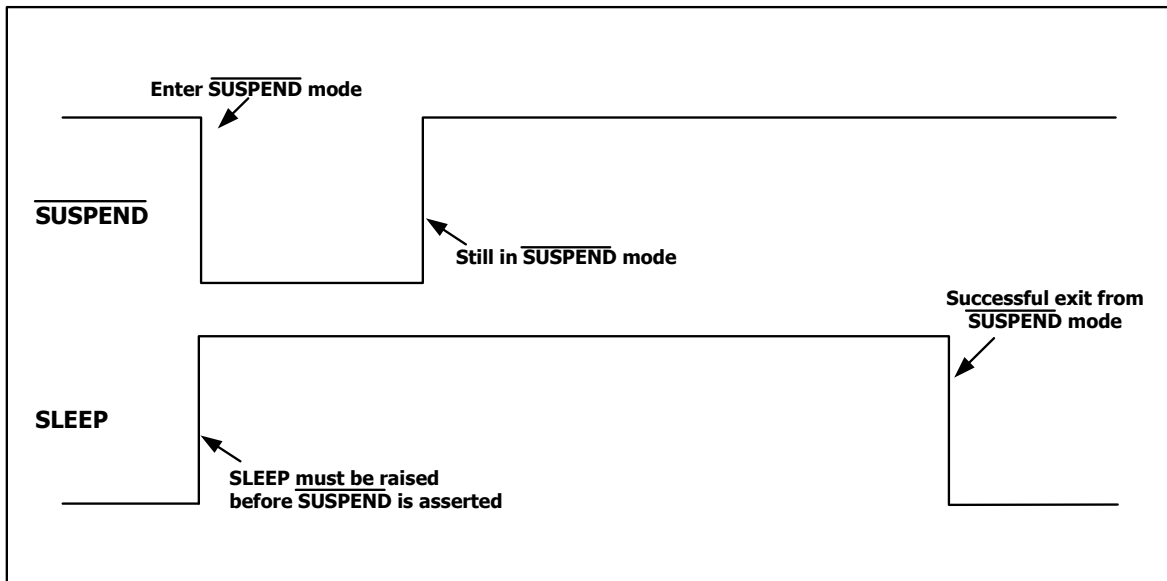 Enter SUSPEND mode
SUSPEND
Still in SUSPEND mode
Successful exit from
SUSPEND mode
SLEEP
SLEEP must be raised
before SUSPEND is asserted